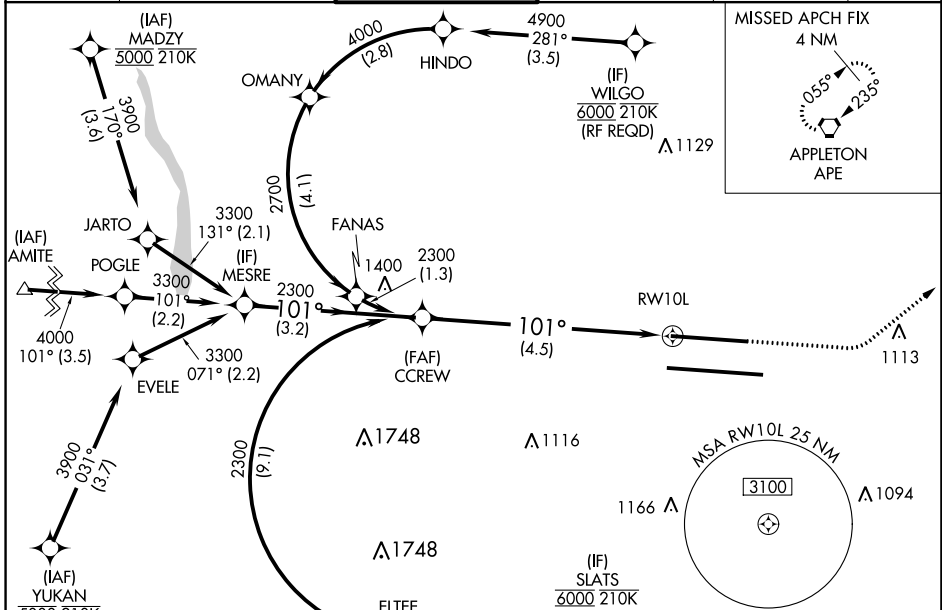 (IAF)
MADZY
5000 210K
3900
170°
(3.6)
4000
(2.8)
HINDO
4900
281°
(3.5)
(IF)
WILGO
6000 210K
(RF REQD)
1129
MISSED APCH FIX
4 NM
055°
235°
APPLETON
APE
OMANY
2700
(4.1)
JARTO
3300
131° (2.1)
(IAF)
AMITE
POGLE
3300
101°
(2.2)
(IF)
MESRE
FANAS
1400
2300
(1.3)
2300
101°
(3.2)
4000
101° (3.5)
3300
071° (2.2)
EVELE
(FAF)
CCREW
101°
(4.5)
RW10L
1113
3900
031°
(3.7)
2300
(9.1)
1748
1116
MSA RW10L 25 NM
3100
1166
1094
1748
(IAF)
YUKAN
5000 210K
(IF)
SLATS
6000 210K